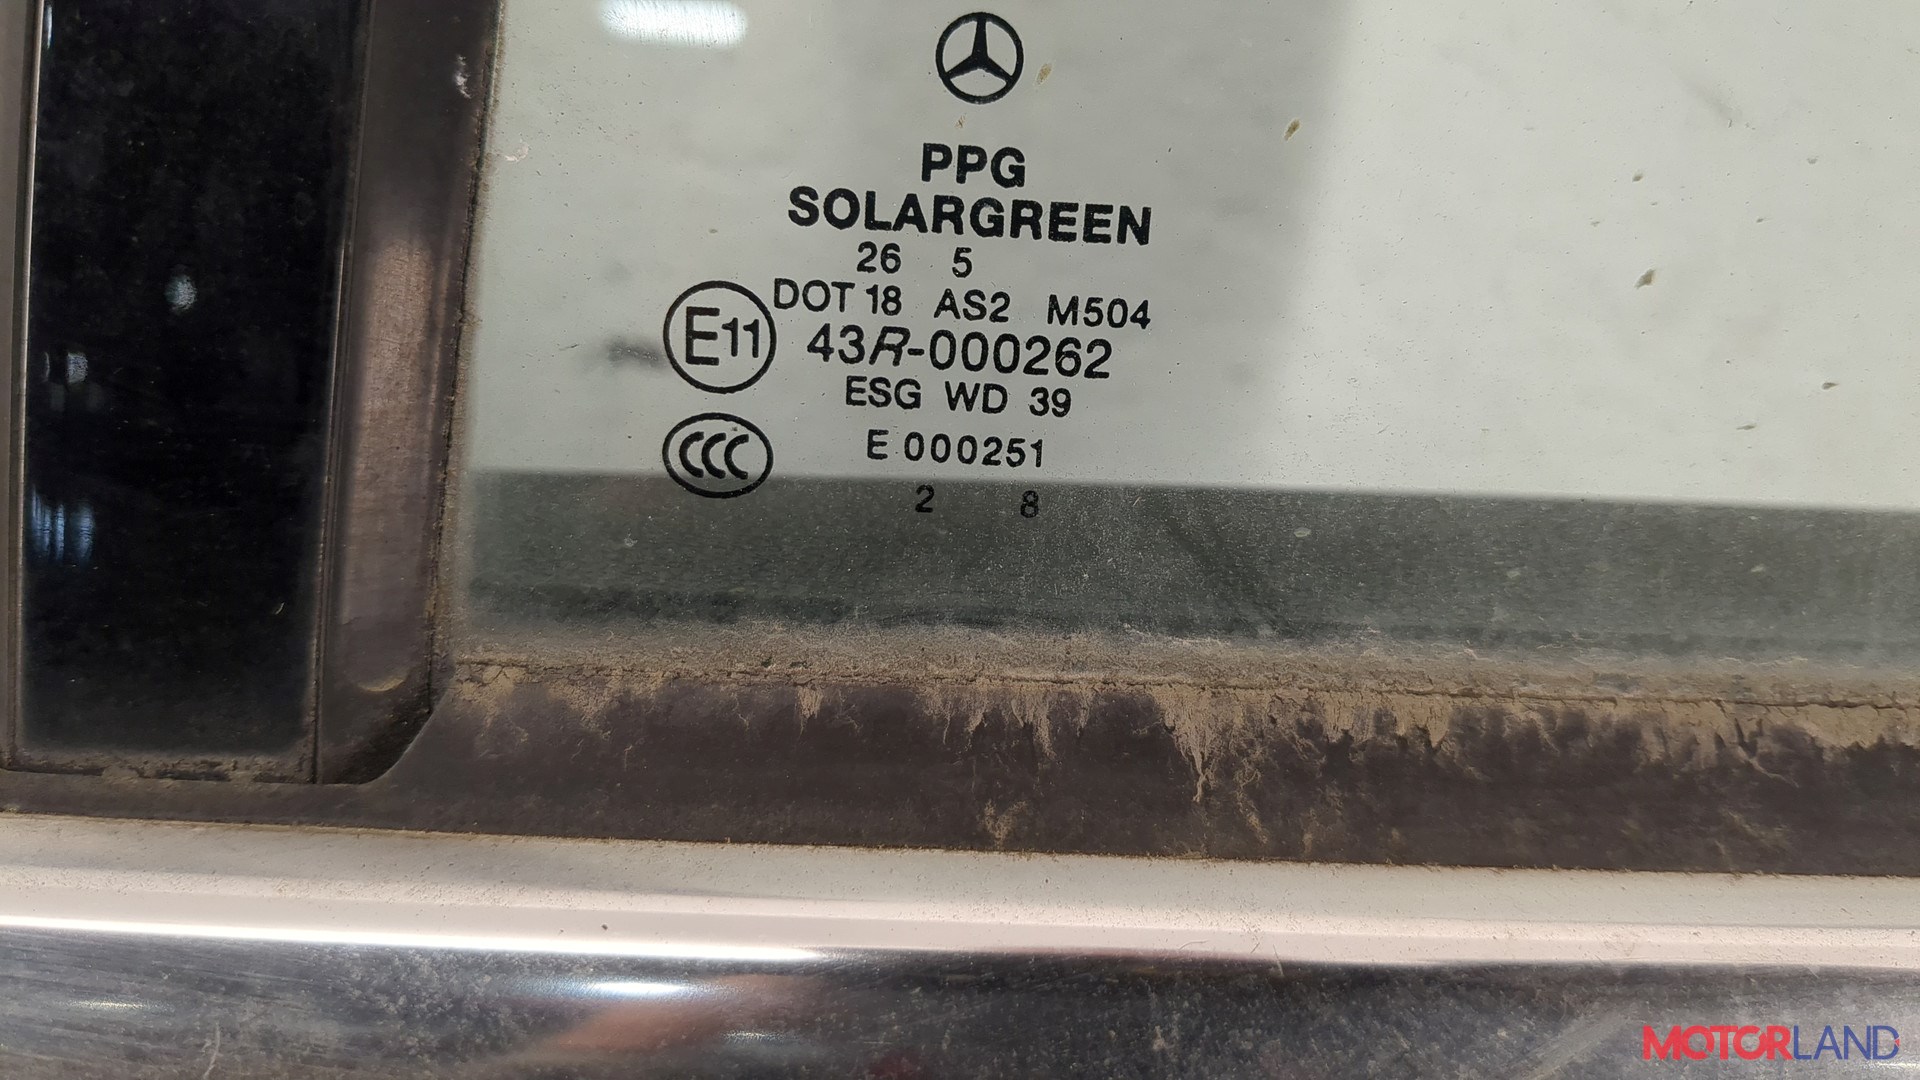 PPG
SOLARGREEN
26 5
DOT 18 AS2 M504
E11 43R-000262
ESG WD 39
CCC E 000251
2 8
MOTORLAND